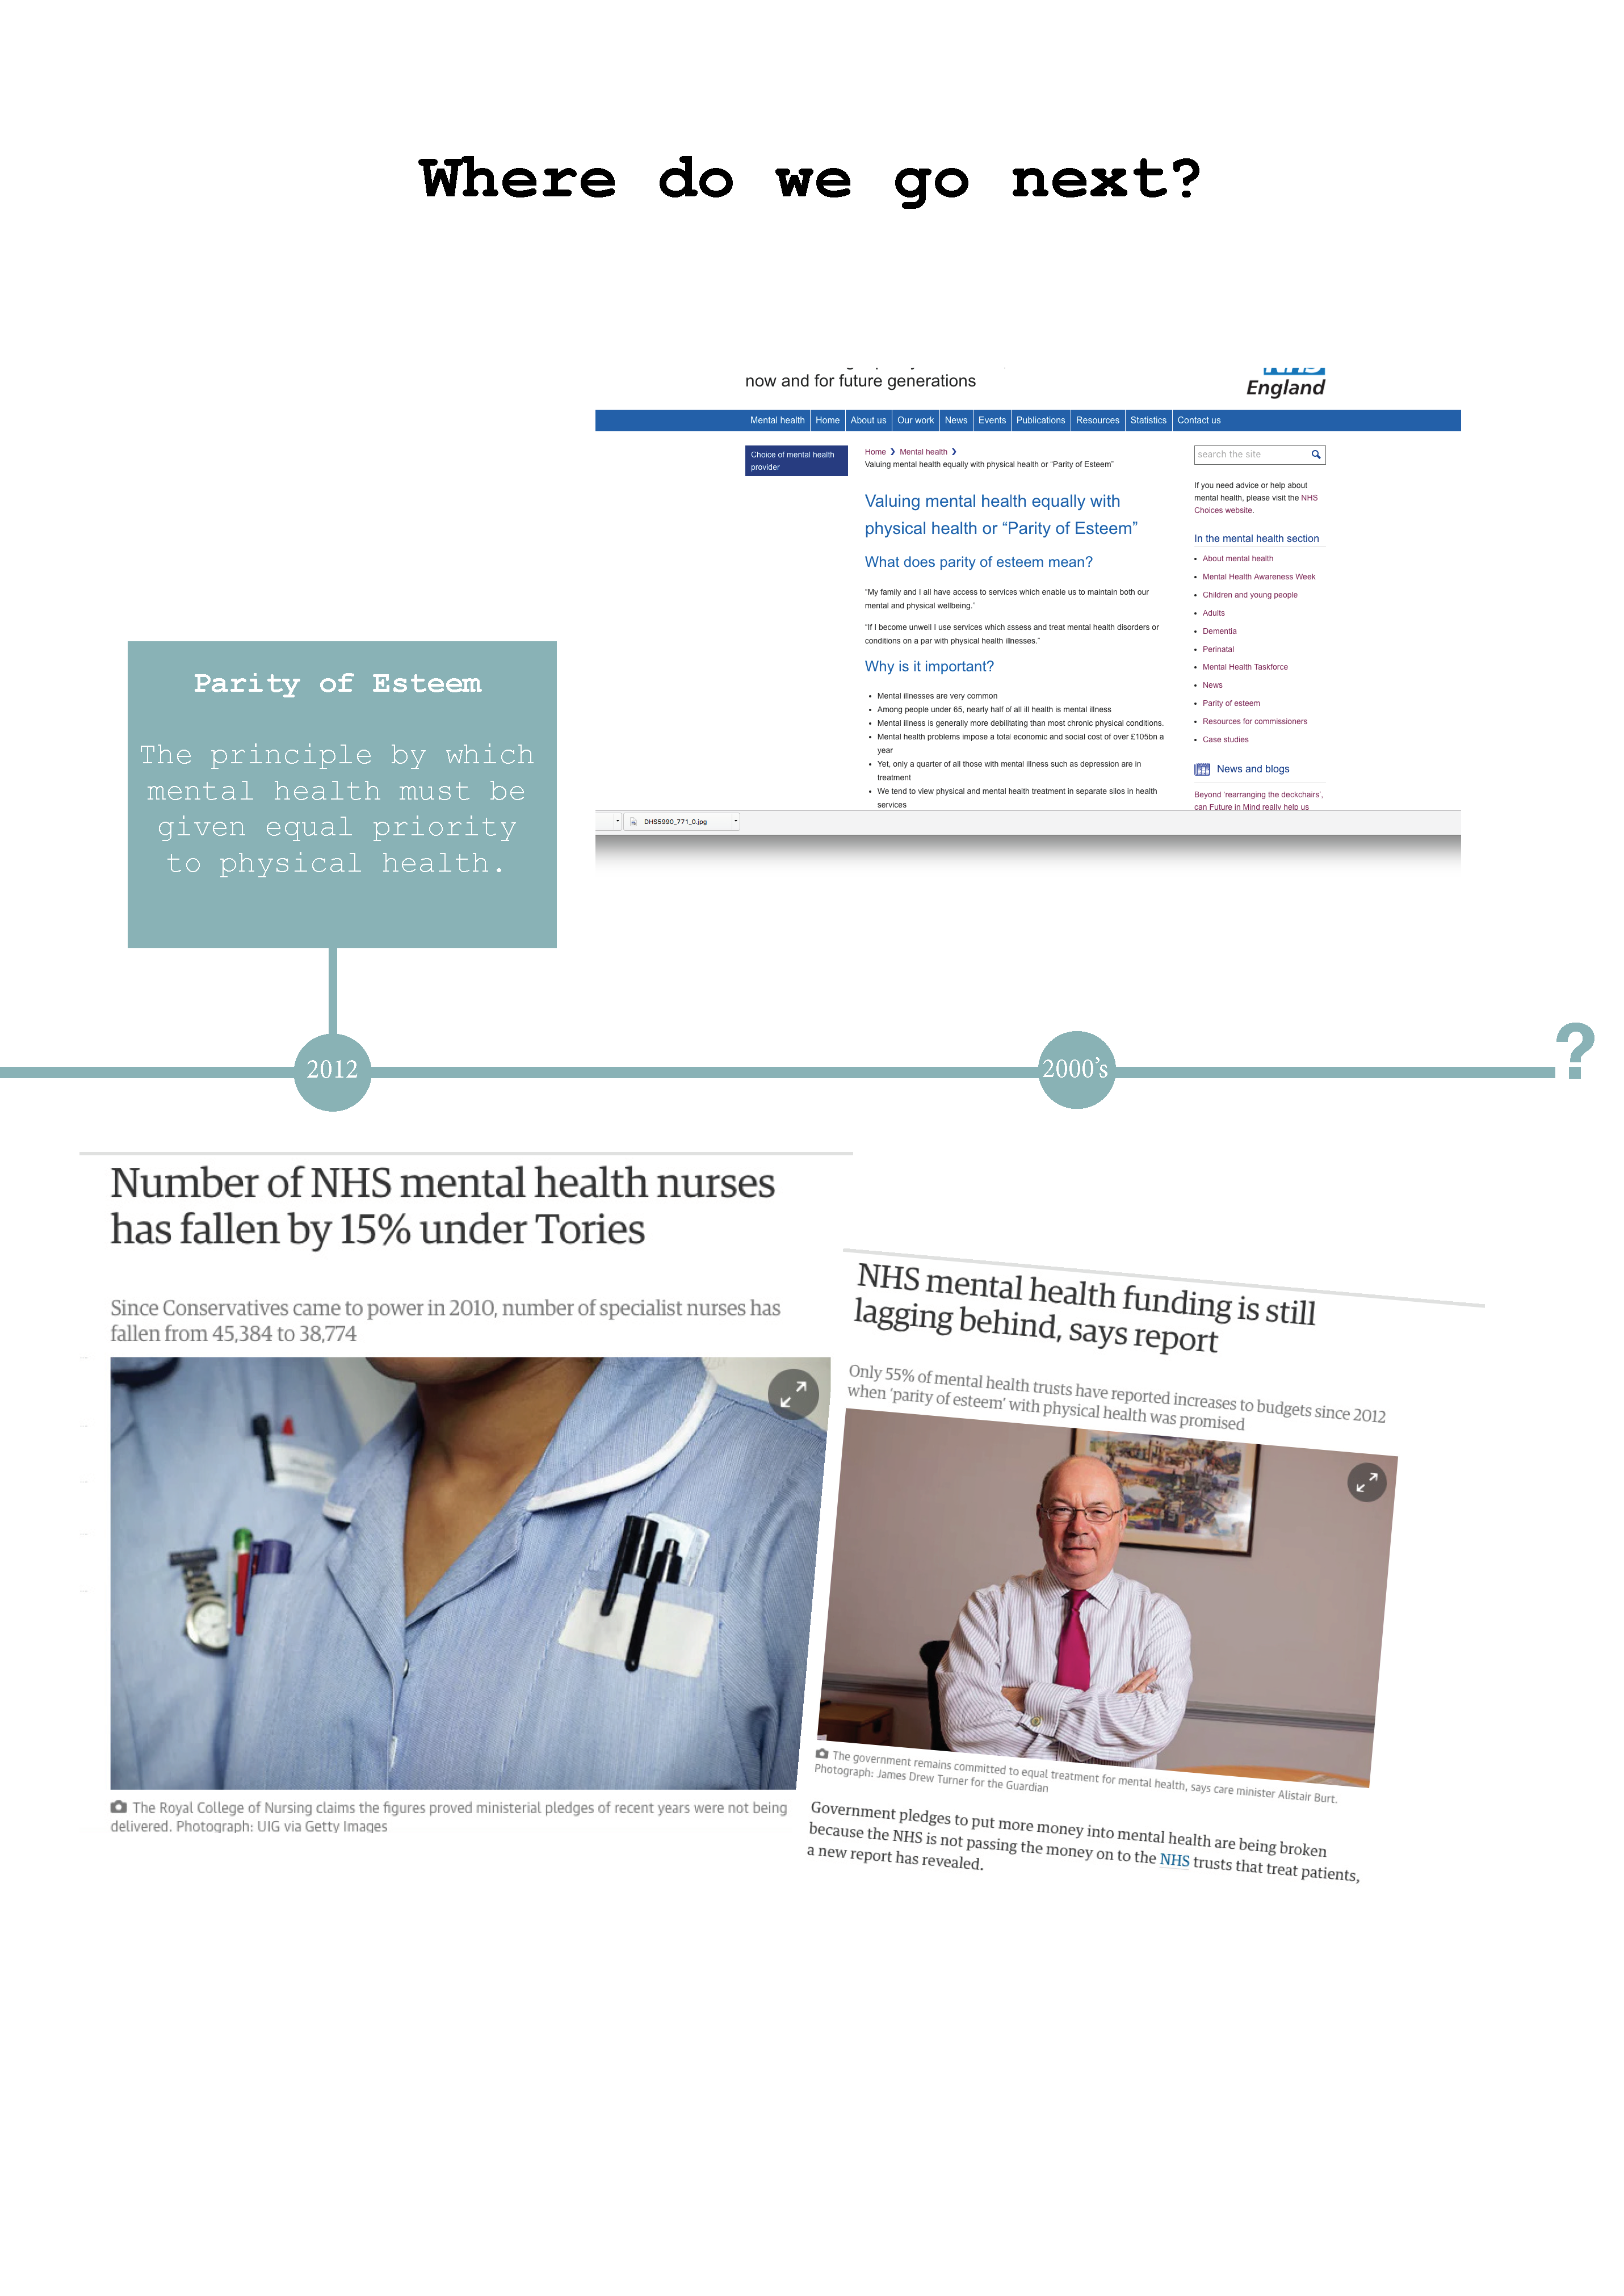 Where do we go next?
now and for future generations
NHS
England
Mental health Home About us Our work News Events Publications Resources Statistics Contact us
Choice of mental health
provider
Home ❯ Mental health ❯
Valuing mental health equally with physical health or “Parity of Esteem”
Valuing mental health equally with
physical health or “Parity of Esteem”
What does parity of esteem mean?
“My family and I all have access to services which enable us to maintain both our
mental and physical wellbeing.”
“If I become unwell I use services which assess and treat mental health disorders or
conditions on a par with physical health illnesses.”
Why is it important?
• Mental illnesses are very common
• Among people under 65, nearly half of all ill health is mental illness
• Mental illness is generally more debilitating than most chronic physical conditions.
• Mental health problems impose a total economic and social cost of over £105bn a
year
• Yet, only a quarter of all those with mental illness such as depression are in
treatment
• We tend to view physical and mental health treatment in separate silos in health
services
search the site
If you need advice or help about
mental health, please visit the NHS
Choices website.
In the mental health section
• About mental health
• Mental Health Awareness Week
• Children and young people
• Adults
• Dementia
• Perinatal
• Mental Health Taskforce
• News
• Parity of esteem
• Resources for commissioners
• Case studies
News and blogs
Beyond ‘rearranging the deckchairs’,
can Future in Mind really help us
DHS5990_771_0.jpg
Parity of Esteem
The principle by which
mental health must be
given equal priority
to physical health.
2012
2000’s
?
Number of NHS mental health nurses
has fallen by 15% under Tories
Since Conservatives came to power in 2010, number of specialist nurses has
fallen from 45,384 to 38,774
The Royal College of Nursing claims the figures proved ministerial pledges of recent years were not being
delivered. Photograph: UIG via Getty Images
NHS mental health funding is still
lagging behind, says report
Only 55% of mental health trusts have reported increases to budgets since 2012
when ‘parity of esteem’ with physical health was promised
The government remains committed to equal treatment for mental health, says care minister Alistair Burt.
Photograph: James Drew Turner for the Guardian
Government pledges to put more money into mental health are being broken
because the NHS is not passing the money on to the NHS trusts that treat patients,
a new report has revealed.